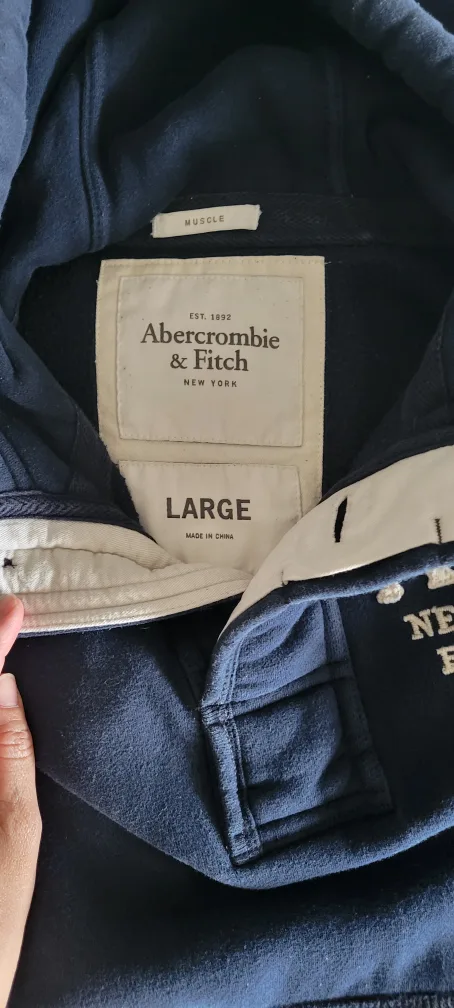 MUSCLE
EST. 1892
Abercrombie
& Fitch
NEW YORK
LARGE
MADE IN CHINA